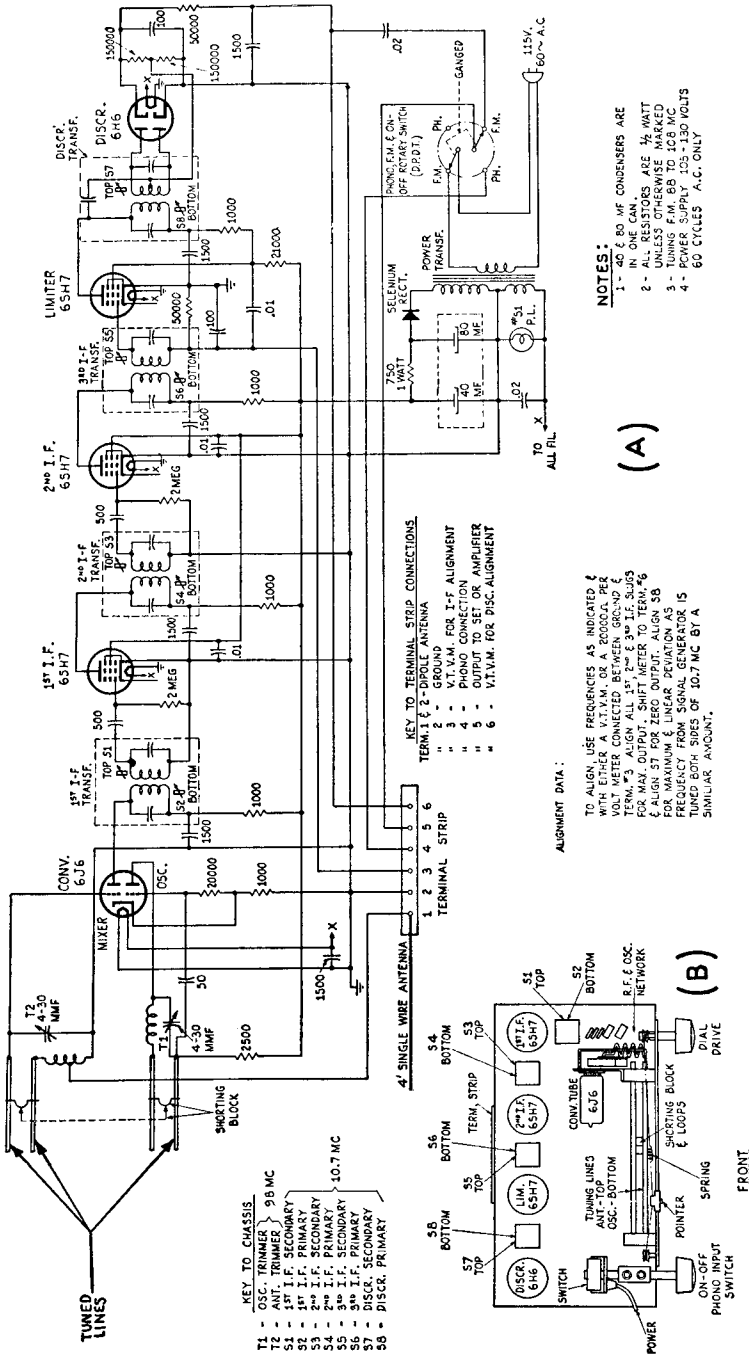 TUNED
LINES
T2
4-30
MMF
SHORTING
BLOCK
T1
4-30
MMF
MIXER
CONV.
6J6
OSC.
50
2500
20000
1000
1500
X
1500
1000
1ST I-F
TRANSF.
TOP S1
S2
BOTTOM
500
2 MEG
1ST I.F.
6SH7
X
.01
1500
1000
2ND I-F
TRANSF.
TOP S3
S4
BOTTOM
500
2 MEG
2ND I.F.
6SH7
X
.01
1500
1000
3RD I-F
TRANSF.
TOP S5
S6
BOTTOM
LIMITER
6SH7
X
50000
100
.01
1500
1000
21000
DISCR.
TRANSF.
TOP S7
S8
BOTTOM
DISCR.
6H6
X
150000
150000
100
50000
1500
.02
4' SINGLE WIRE ANTENNA
1 2 3 4 5 6
TERMINAL STRIP
PHONO, F.M. & ON-
OFF ROTARY SWITCH
(D.P.D.T.)
GANGED
F.M.
PH.
PH.
F.M.
115V.
60~ A.C
POWER
TRANSF.
SELENIUM
RECT.
750
1 WATT
40
MF
80
MF
#51
P.L.
.02
X
TO
ALL FIL.
KEY TO CHASSIS
T1 - OSC. TRIMMER
T2 - ANT. TRIMMER
98 MC
S1 - 1ST I.F. SECONDARY
S2 - 1ST I.F. PRIMARY
S3 - 2ND I.F. SECONDARY
S4 - 2ND I.F. PRIMARY
S5 - 3RD I.F. SECONDARY
S6 - 3RD I.F. PRIMARY
S7 - DISCR. SECONDARY
S8 - DISCR. PRIMARY
10.7 MC
KEY TO TERMINAL STRIP CONNECTIONS
TERM. 1 & 2 - DIPOLE ANTENNA
" 2 - GROUND
" 3 - V.T.V.M. FOR I-F ALIGNMENT
" 4 - PHONO CONNECTION
" 5 - OUTPUT TO SET OR AMPLIFIER
" 6 - V.T.V.M. FOR DISC. ALIGNMENT
NOTES:
1 - 40 & 80 MF CONDENSERS ARE
IN ONE CAN.
2 - ALL RESISTORS ARE ½ WATT
UNLESS OTHERWISE MARKED
3 - TUNING F.M. 88 TO 108 MC
4 - POWER SUPPLY 105-130 VOLTS
60 CYCLES A.C. ONLY
(A)
ALIGNMENT DATA:
TO ALIGN, USE FREQUENCIES AS INDICATED &
WITH EITHER A V.T.V.M. OR A 20000Ω PER
VOLT METER CONNECTED BETWEEN GROUND &
TERM. #3 ALIGN ALL 1ST, 2ND & 3RD I.F. SLUGS
FOR MAX. OUTPUT. SHIFT METER TO TERM. #6
& ALIGN S7 FOR ZERO OUTPUT. ALIGN S8
FOR MAXIMUM & LINEAR DEVIATION AS
FREQUENCY FROM SIGNAL GENERATOR IS
TUNED BOTH SIDES OF 10.7 MC BY A
SIMILIAR AMOUNT.
(B)
S7
TOP
S8
BOTTOM
S5
TOP
S6
BOTTOM
TERM. STRIP
S4
BOTTOM
S3
TOP
S1
TOP
S2
BOTTOM
DISCR.
6H6
LIM.
6SH7
2ND I.F.
6SH7
1ST I.F.
6SH7
CONV. TUBE
6J6
R.F. & OSC.
NETWORK
TUNING LINES
ANT.-TOP
OSC.-BOTTOM
SWITCH
POWER
ON-OFF
PHONO INPUT
SWITCH
POINTER
SPRING
SHORTING BLOCK
& LOOPS
DIAL
DRIVE
FRONT